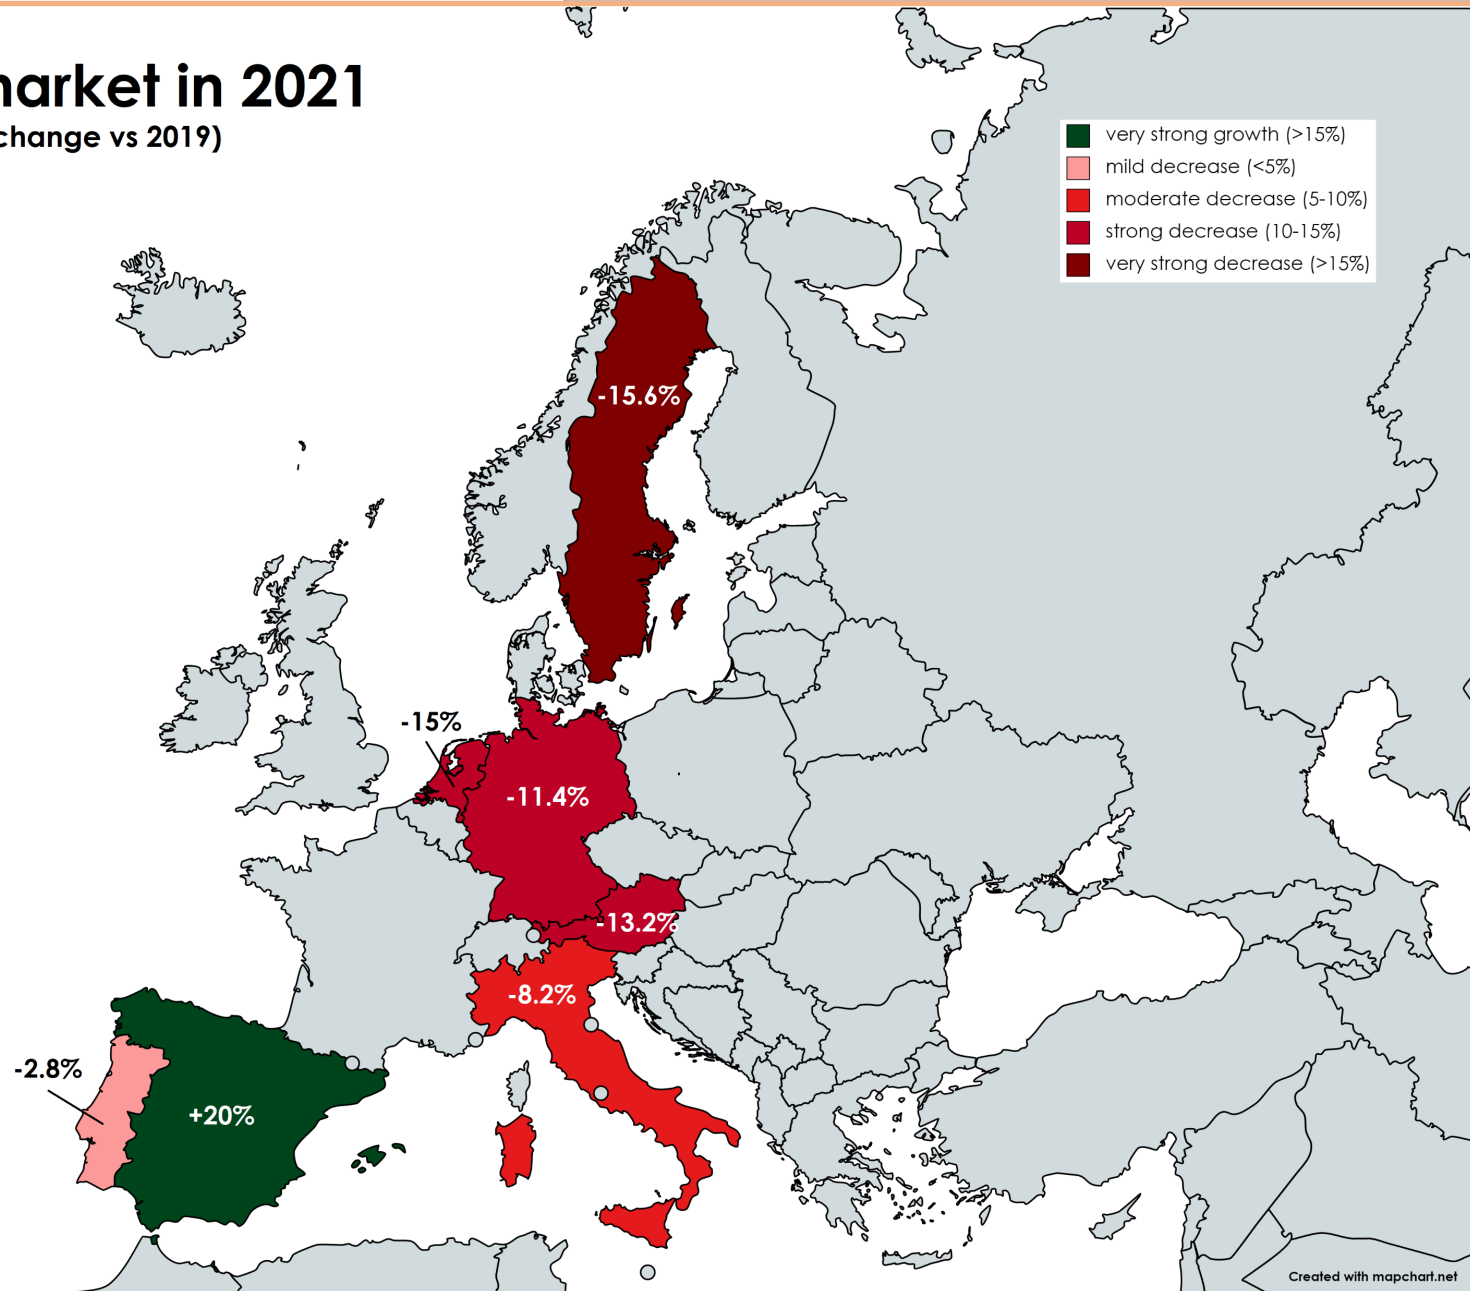 market in 2021
change vs 2019)
very strong growth (>15%)
mild decrease (<5%)
moderate decrease (5-10%)
strong decrease (10-15%)
very strong decrease (>15%)
-15.6%
-15%
-11.4%
-13.2%
-8.2%
-2.8%
+20%
Created with mapchart.net